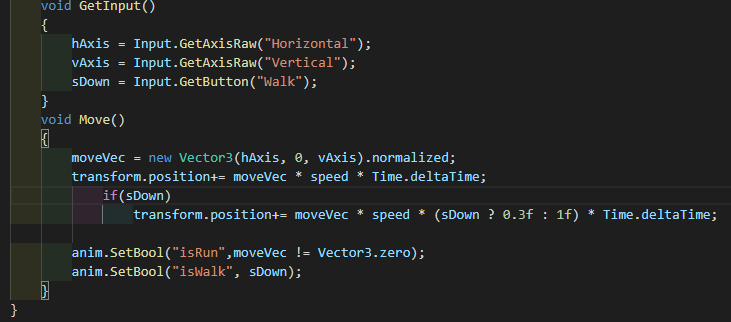 void GetInput()
{
hAxis = Input.GetAxisRaw("Horizontal");
vAxis = Input.GetAxisRaw("Vertical");
sDown = Input.GetButton("Walk");
}
void Move()
{
moveVec = new Vector3(hAxis, 0, vAxis).normalized;
transform.position+= moveVec * speed * Time.deltaTime;
if(sDown)
transform.position+= moveVec * speed * (sDown ? 0.3f : 1f) * Time.deltaTime;
anim.SetBool("isRun",moveVec != Vector3.zero);
anim.SetBool("isWalk", sDown);
}
}